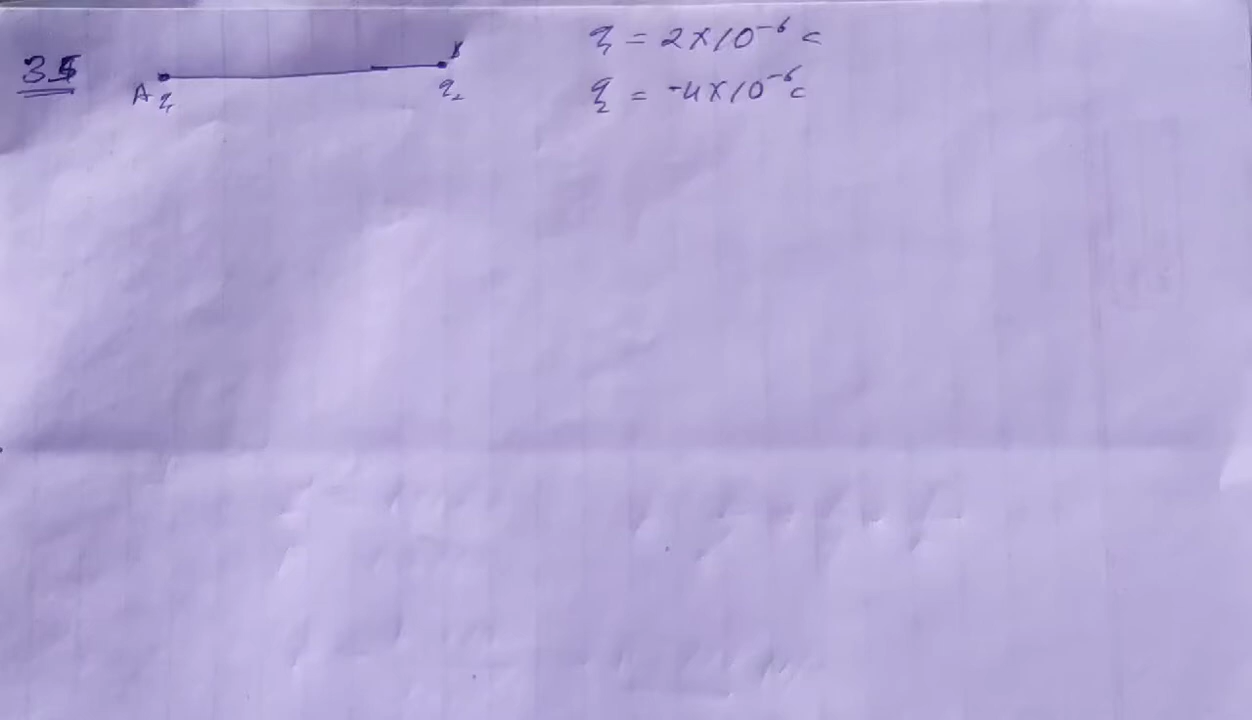 35
A q₁
B
q₂
q₁ = 2×10⁻⁶ C
q₂ = -4×10⁻⁶ C